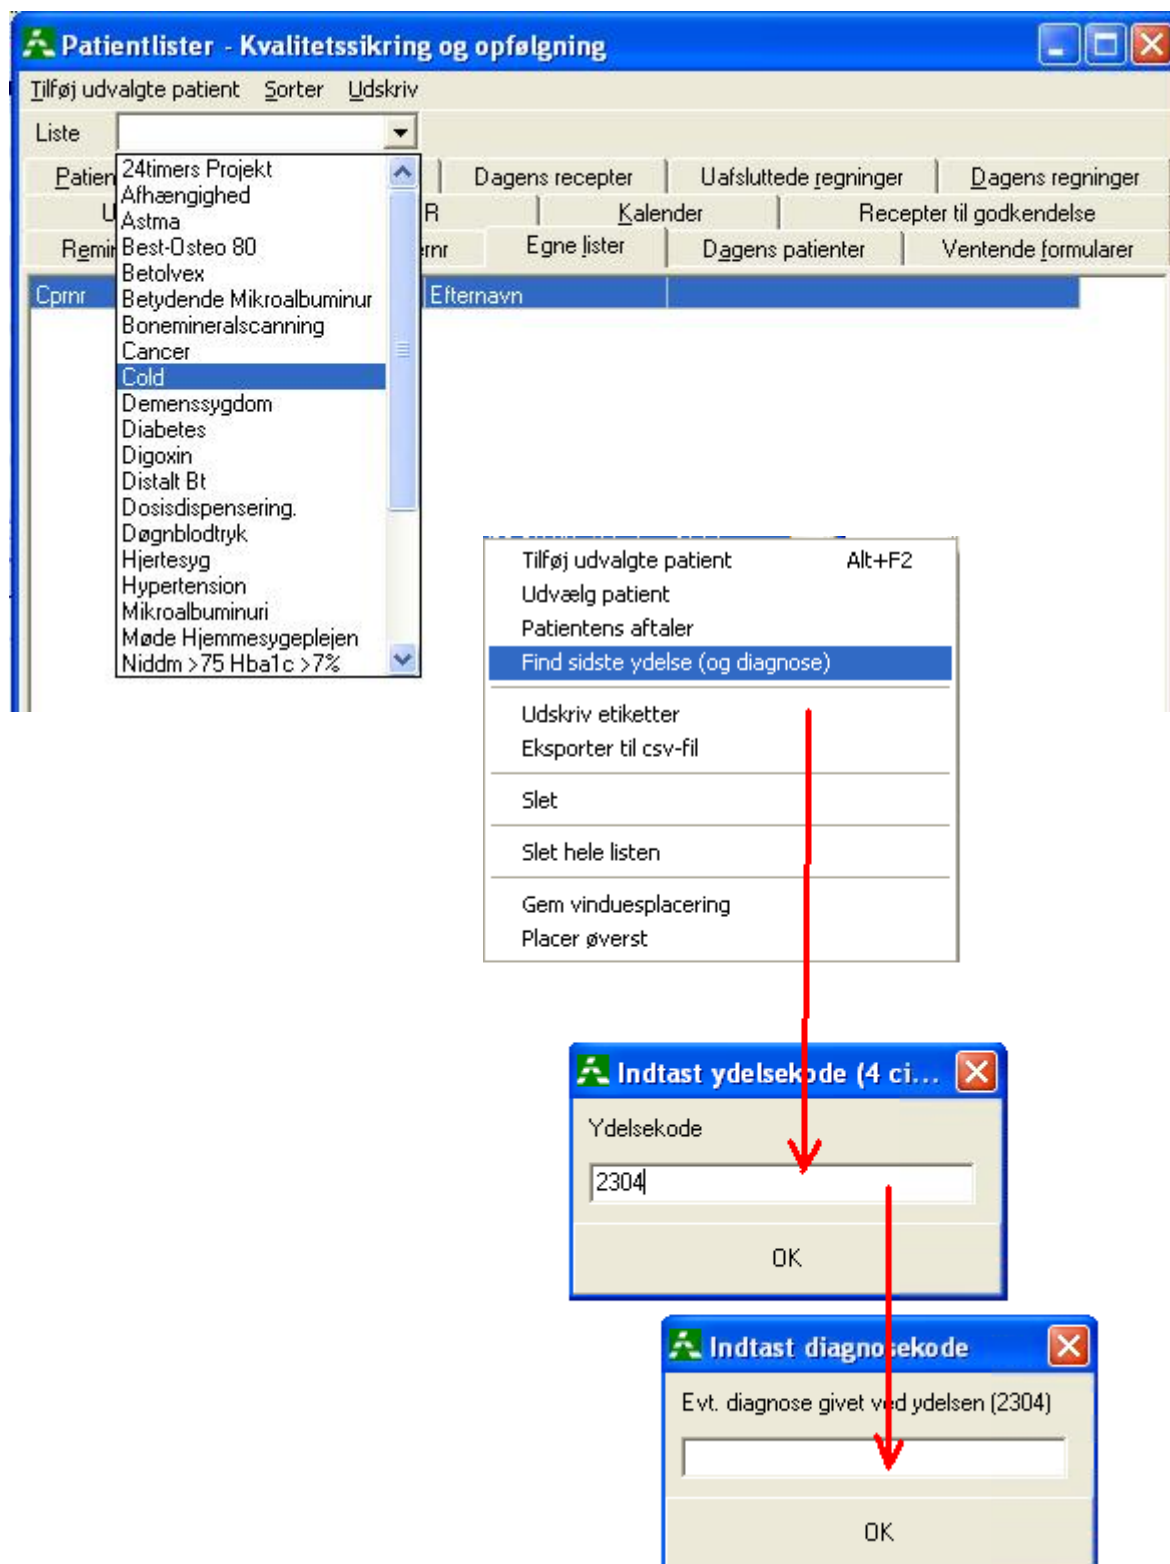 Patientlister - Kvalitetssikring og opfølgning
Tilføj udvalgte patient Sorter Udskriv
Liste
Dagens recepter Uafsluttede regninger Dagens regninger
Kalender Recepter til godkendelse
Egne lister Dagens patienter Ventende formularer
Cprnr Efternavn
24timers Projekt
Afhængighed
Astma
Best-Osteo 80
Betolvex
Betydende Mikroalbuminur
Bonemineralscanning
Cancer
Cold
Demenssygdom
Diabetes
Digoxin
Distalt Bt
Dosisdispensering.
Døgnblodtryk
Hjertesyg
Hypertension
Mikroalbuminuri
Møde Hjemmesygeplejen
Niddm >75 Hba1c >7%
Tilføj udvalgte patient Alt+F2
Udvælg patient
Patientens aftaler
Find sidste ydelse (og diagnose)
Udskriv etiketter
Eksporter til csv-fil
Slet
Slet hele listen
Gem vinduesplacering
Placer øverst
Indtast ydelsekode (4 ci...
Ydelsekode
2304
OK
Indtast diagnosekode
Evt. diagnose givet ved ydelsen (2304)
OK